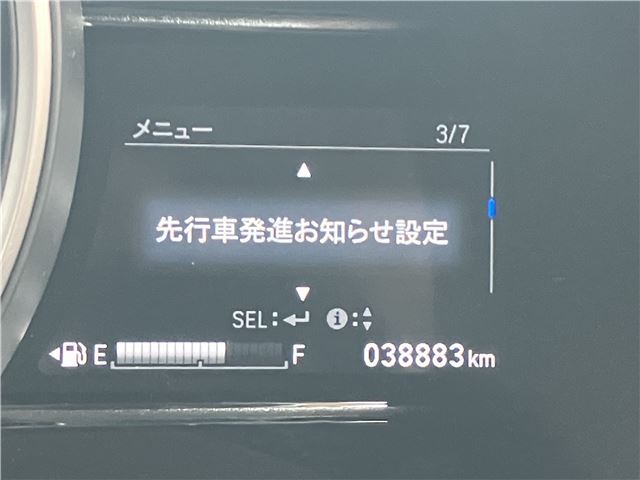 メニュー 3/7
▲
先行車発進お知らせ設定
▼
SEL:↵ i:▲▼
E F 038883km